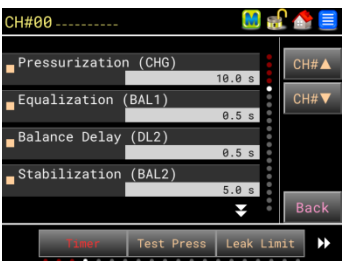 CH#00----------
M
Pressurization (CHG)
10.0 s
CH#▲
Equalization (BAL1)
0.5 s
CH#▼
Balance Delay (DL2)
0.5 s
Stabilization (BAL2)
5.0 s
Back
Timer
Test Press
Leak Limit